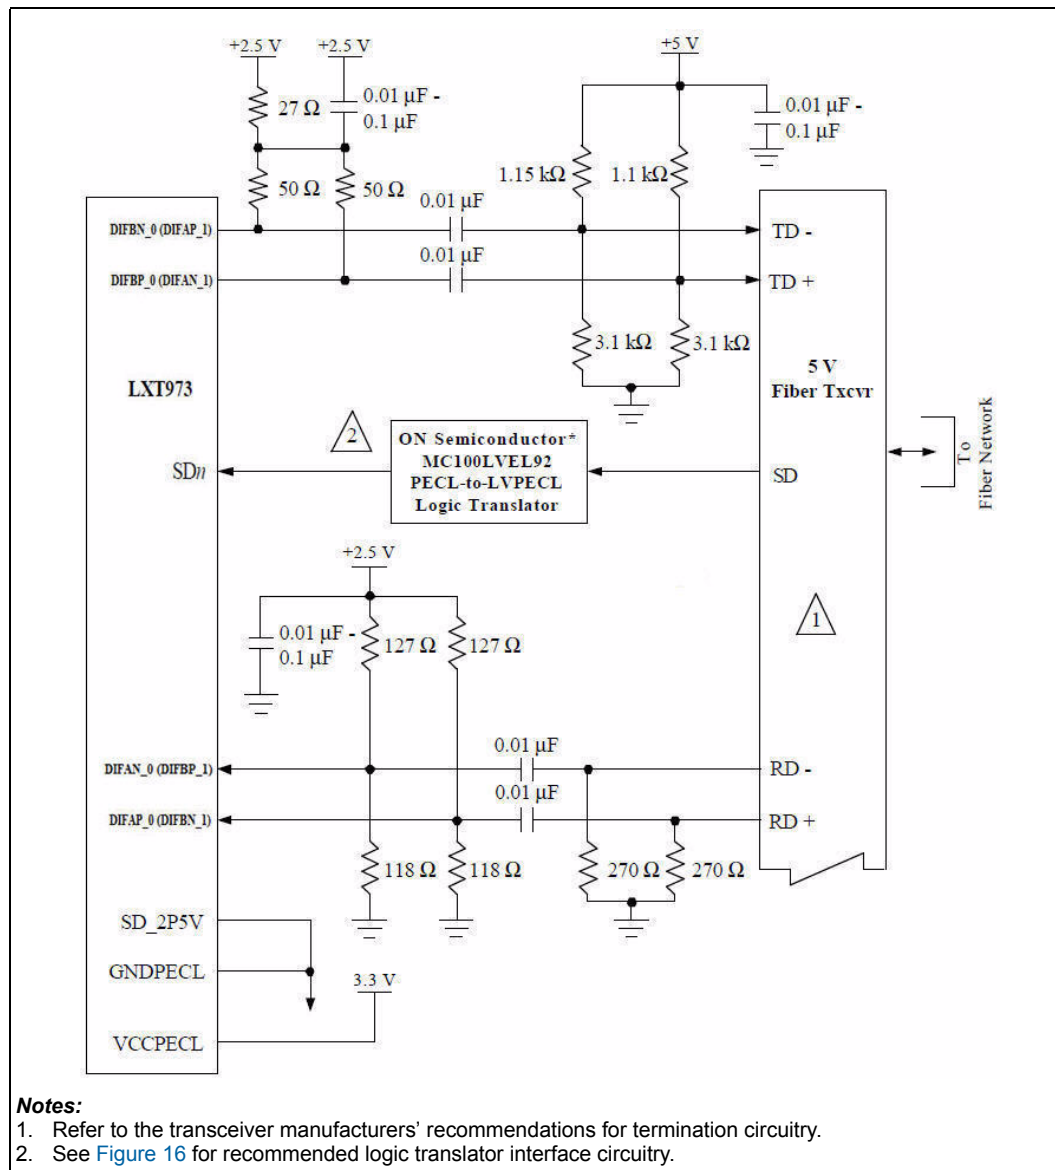 +2.5 V
+2.5 V
+5 V
27 Ω
0.01 µF -
0.1 µF
0.01 µF -
0.1 µF
50 Ω
50 Ω
1.15 kΩ
1.1 kΩ
0.01 µF
DIFBN_0 (DIFAP_1)
TD -
0.01 µF
DIFBP_0 (DIFAN_1)
TD +
3.1 kΩ
3.1 kΩ
LXT973
5 V
Fiber Txcvr
2
ON Semiconductor*
MC100LVEL92
PECL-to-LVPECL
Logic Translator
SDn
SD
To
Fiber Network
+2.5 V
1
0.01 µF -
0.1 µF
127 Ω
127 Ω
0.01 µF
DIFAN_0 (DIFBP_1)
RD -
0.01 µF
DIFAP_0 (DIFBN_1)
RD +
118 Ω
118 Ω
270 Ω
270 Ω
SD_2P5V
GNDPECL
3.3 V
VCCPECL
Notes:
1. Refer to the transceiver manufacturers' recommendations for termination circuitry.
2. See Figure 16 for recommended logic translator interface circuitry.